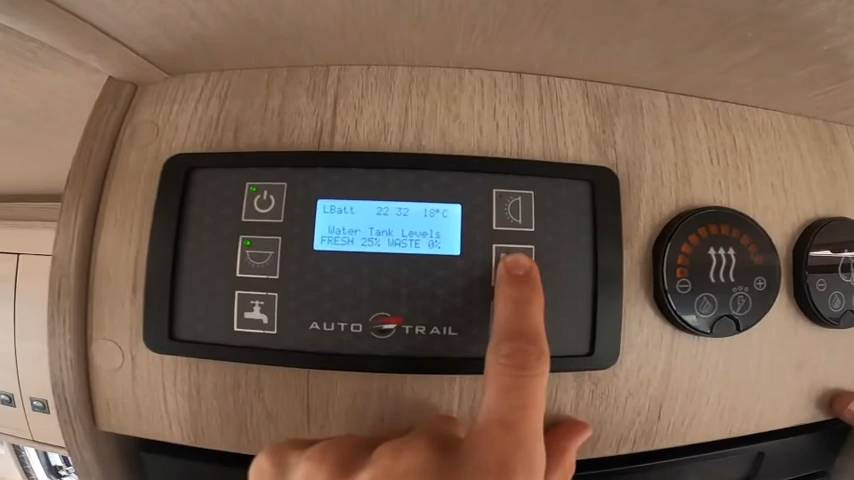 LBatt 22 32 18°C
Water Tank Levels
FRESH 25% WASTE 0%
AUTO TRAIL